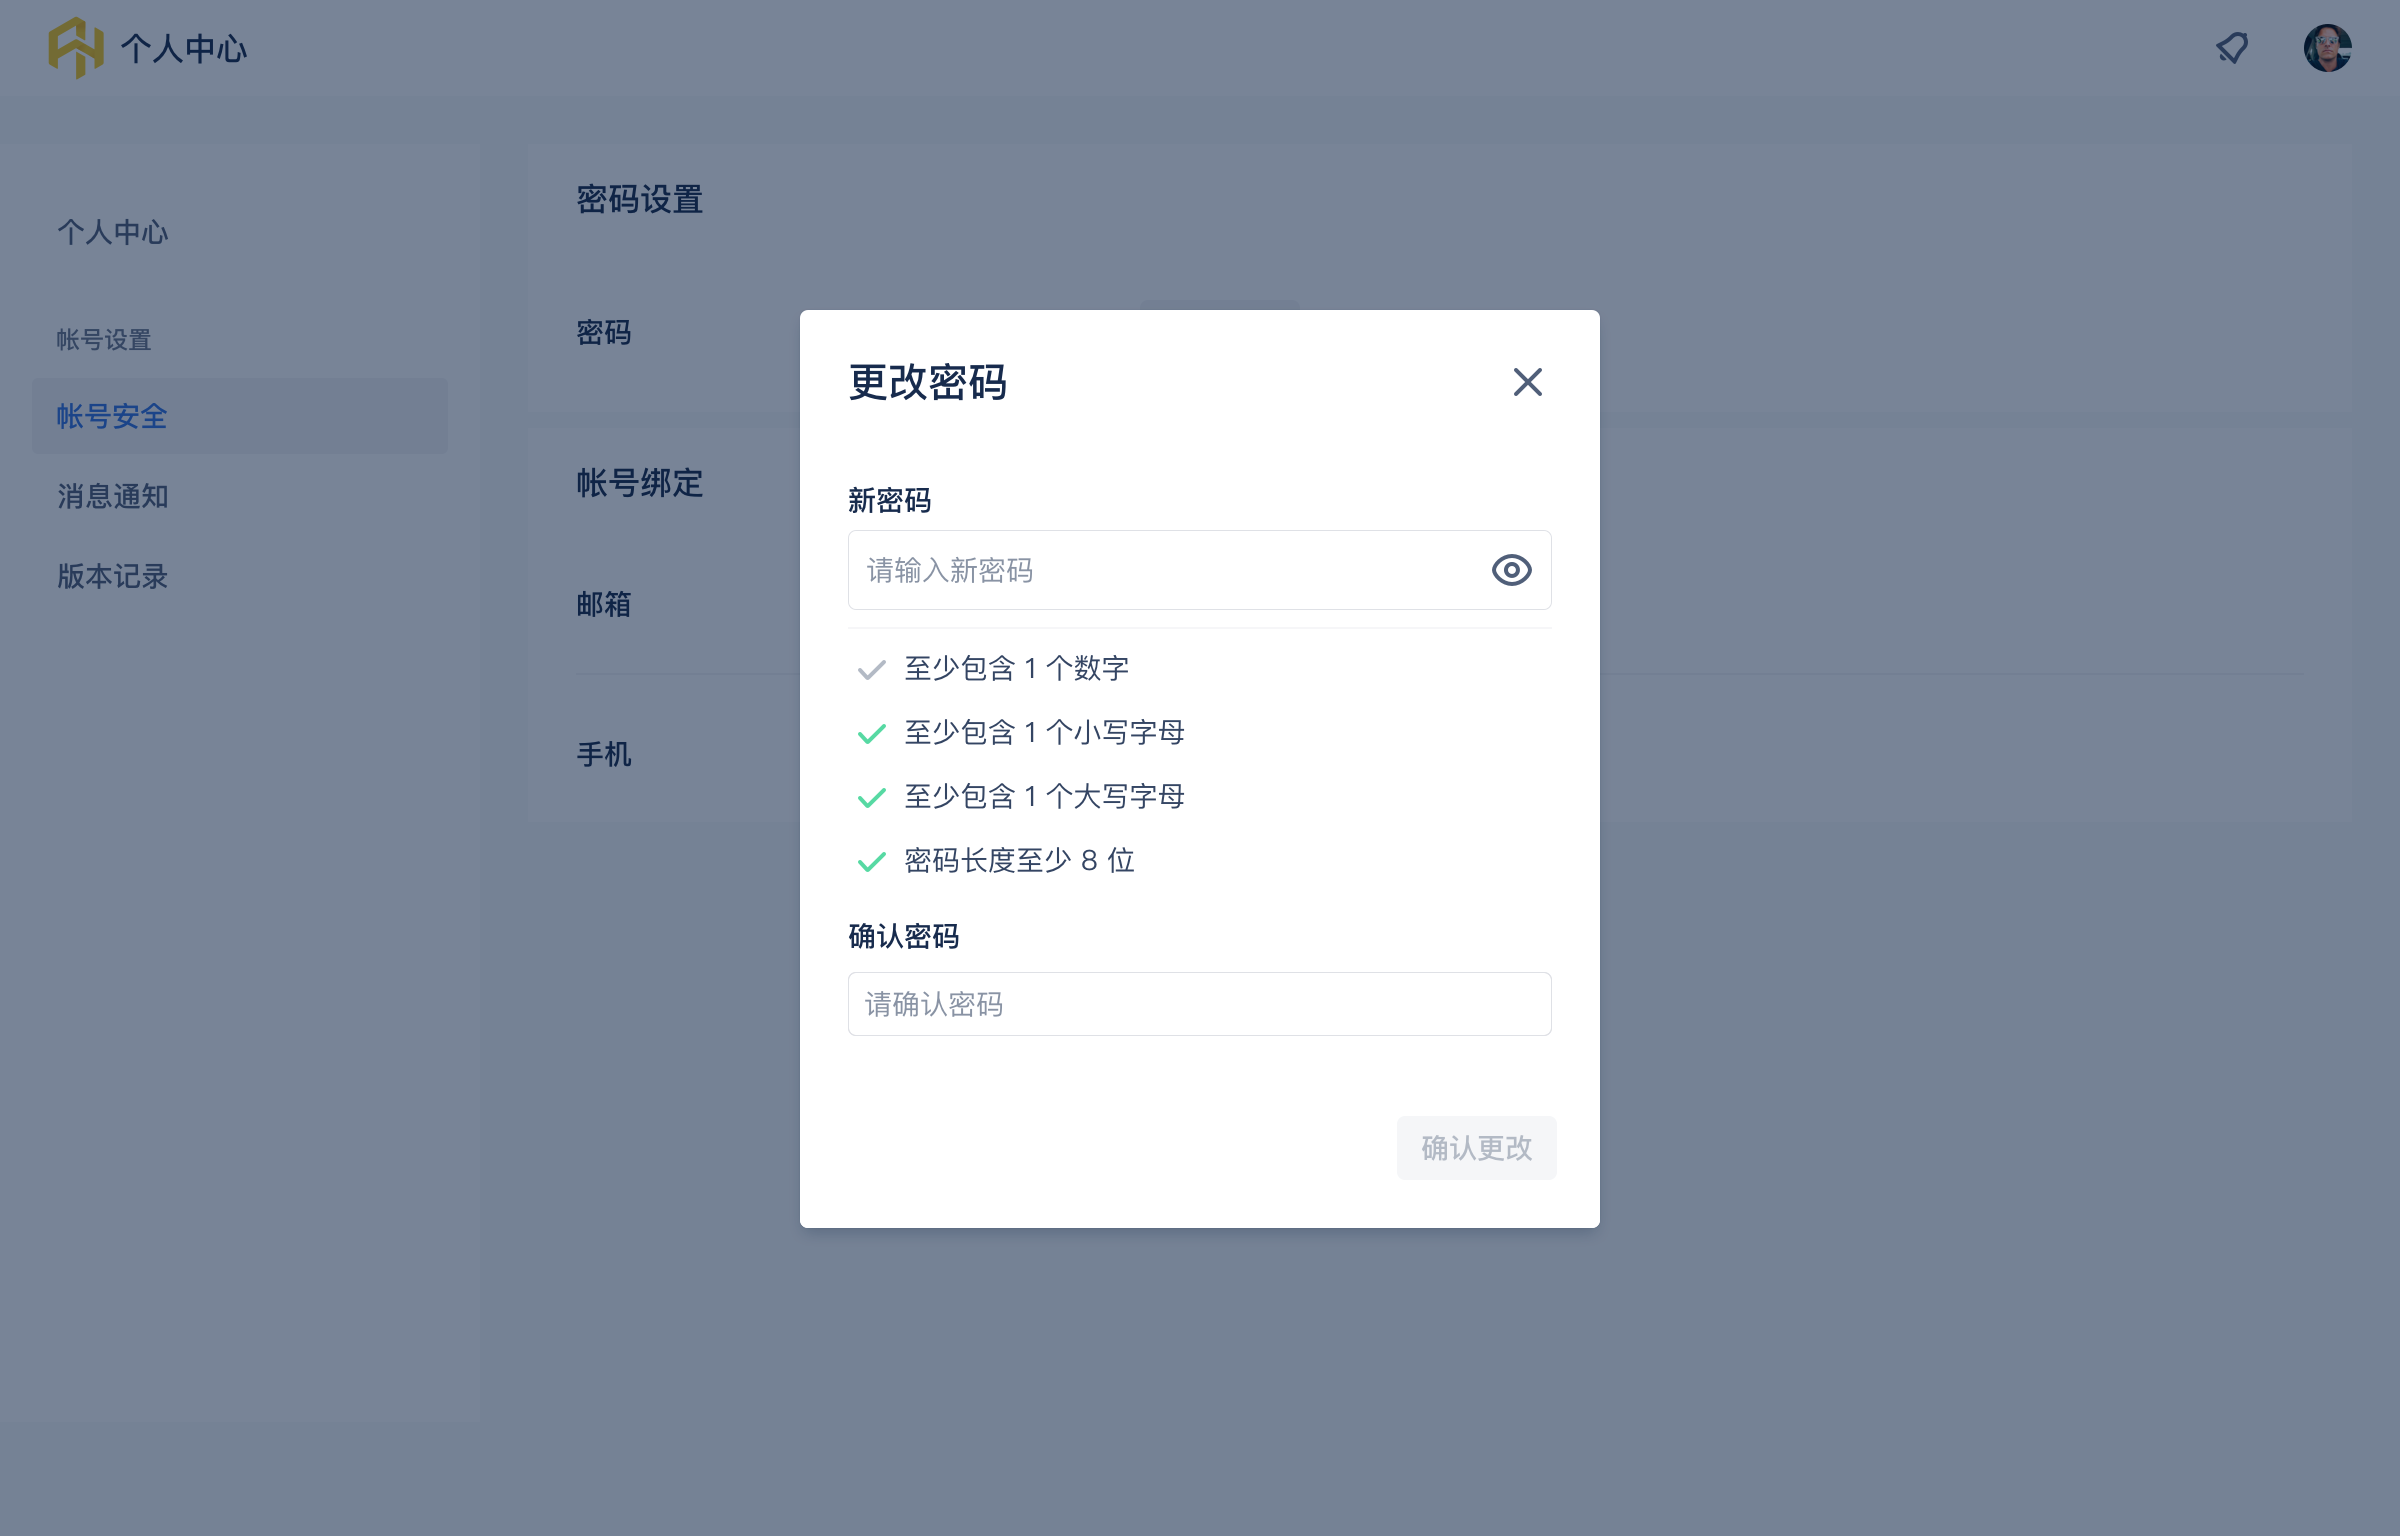 个人中心
个人中心
帐号设置
帐号安全
消息通知
版本记录
密码设置
密码
帐号绑定
邮箱
手机
更改密码
新密码
请输入新密码
至少包含 1 个数字
至少包含 1 个小写字母
至少包含 1 个大写字母
密码长度至少 8 位
确认密码
请确认密码
确认更改